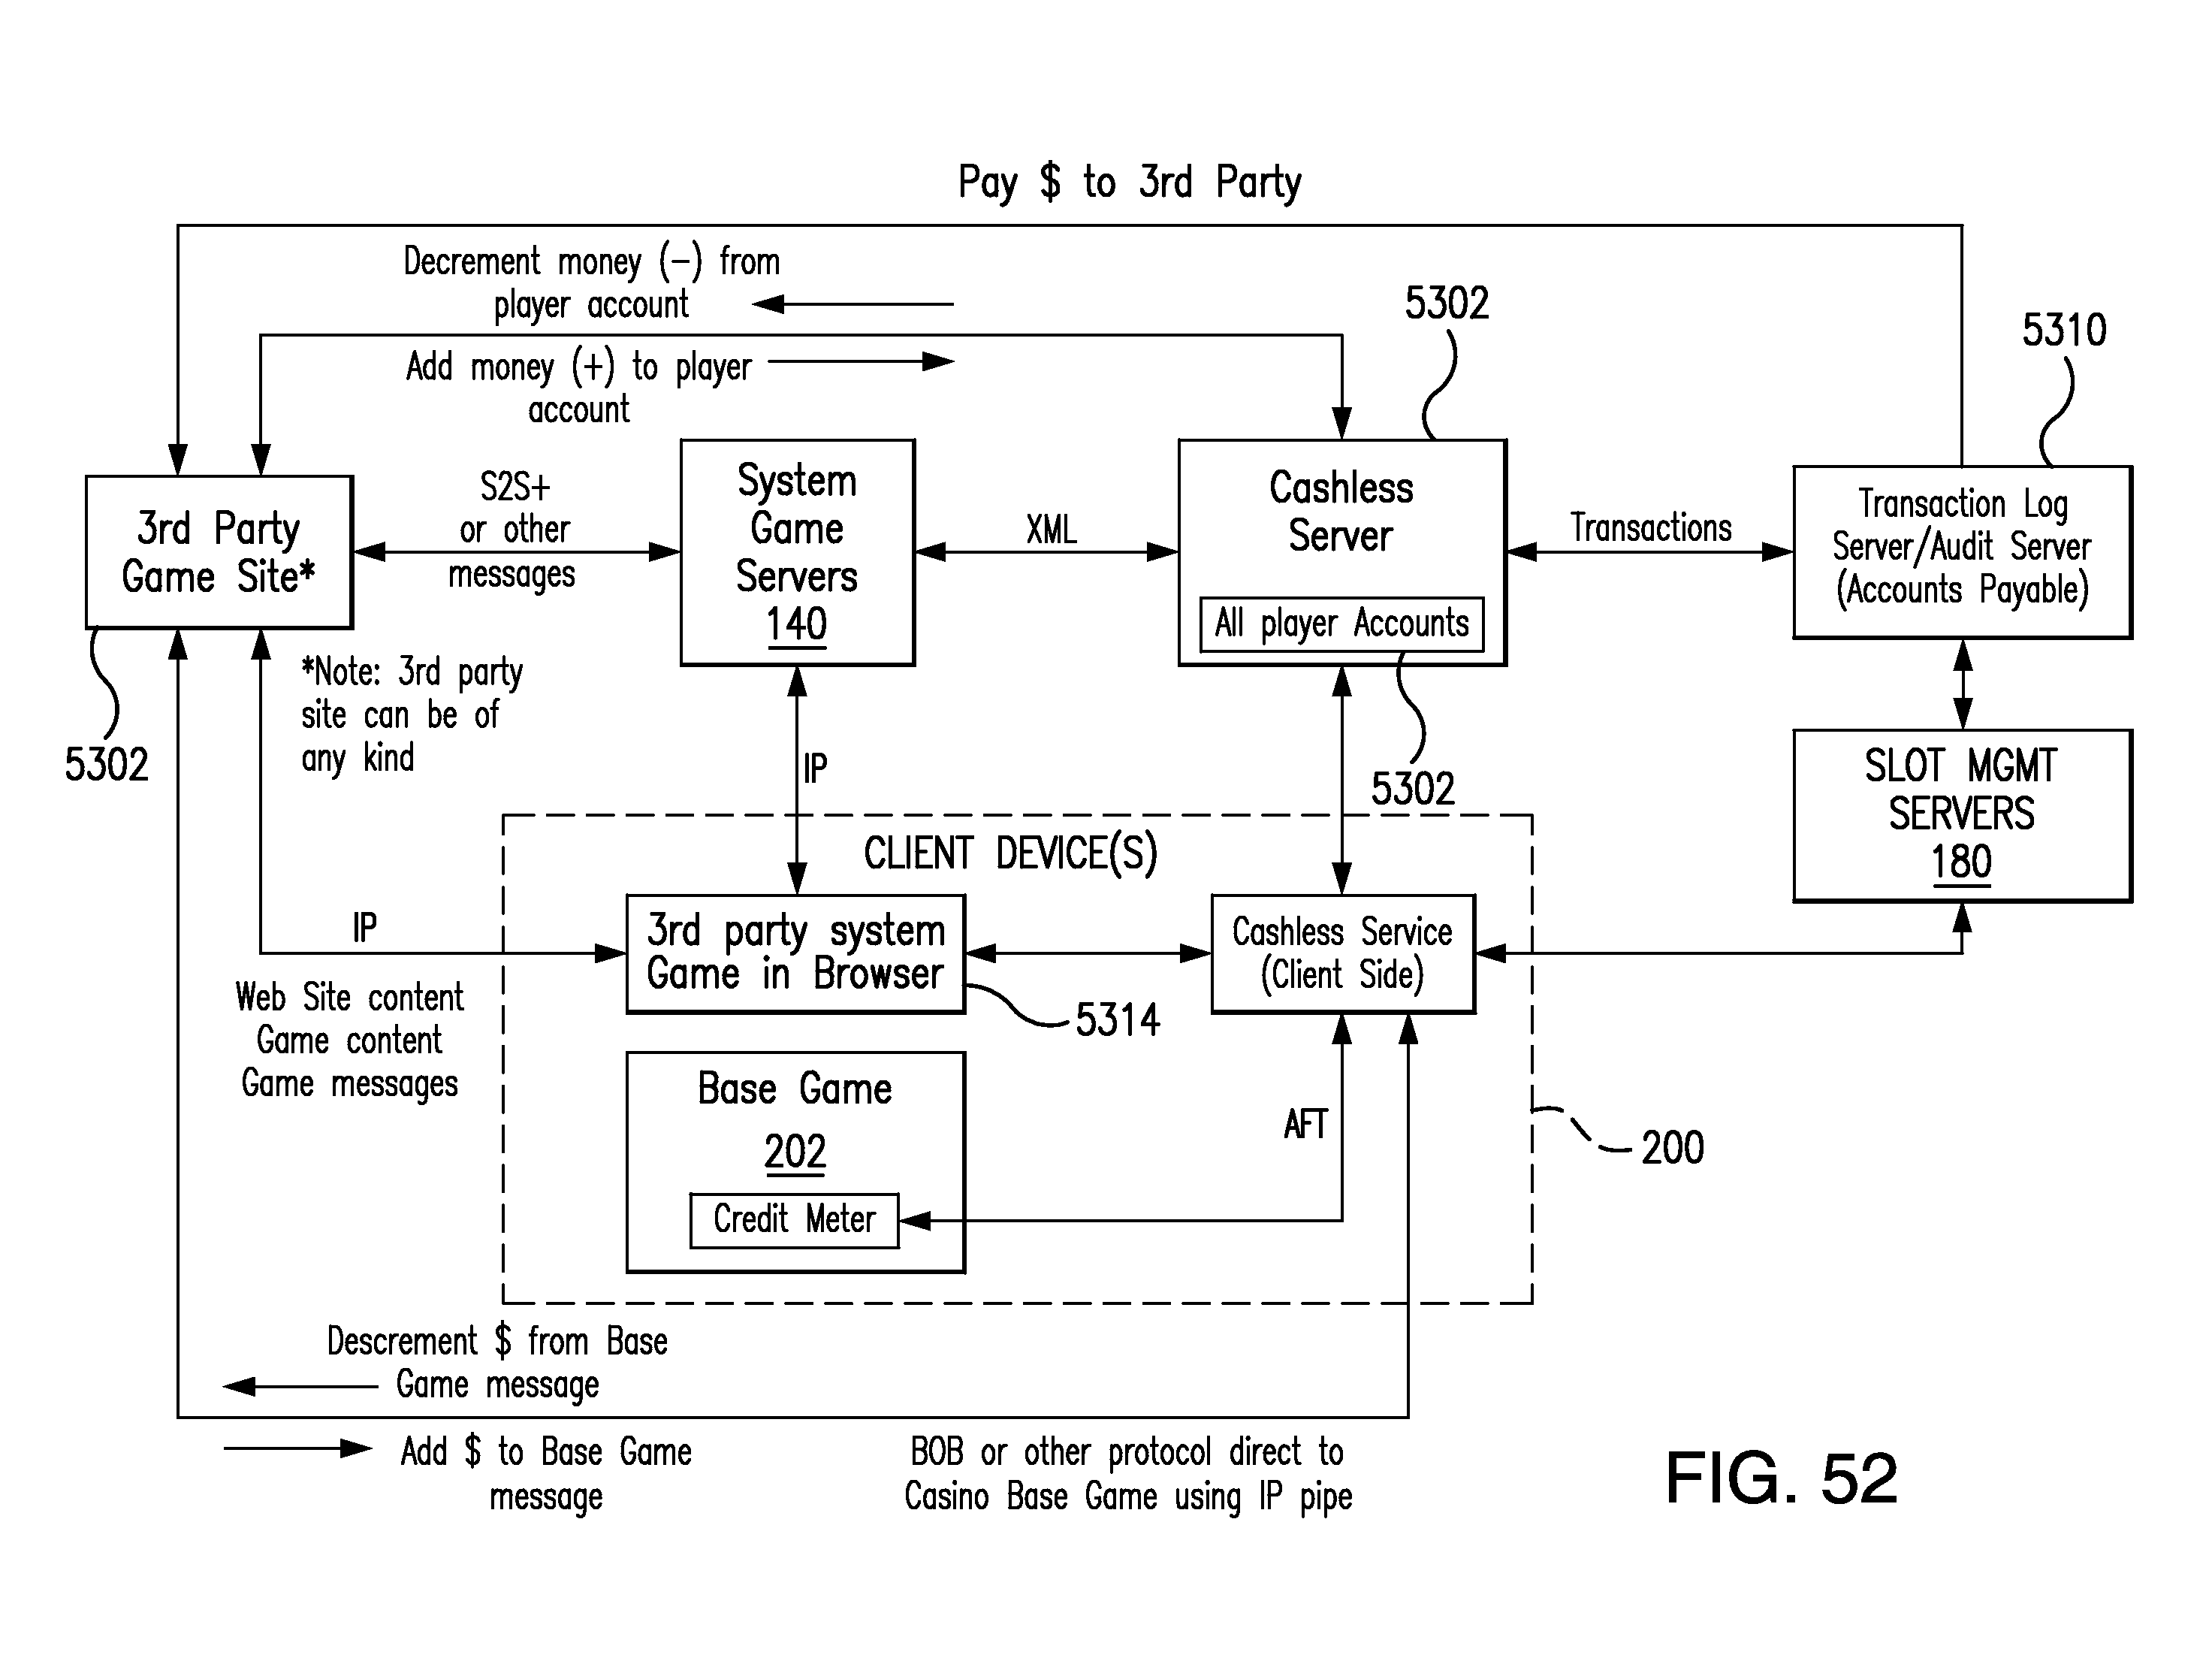 Pay $ to 3rd Party
Decrement money (−) from
player account
Add money (+) to player
account
5302
5310
3rd Party
Game Site*
S2S+
or other
messages
System
Game
Servers
140
XML
Cashless
Server
All player Accounts
Transactions
Transaction Log
Server/Audit Server
(Accounts Payable)
5302
*Note: 3rd party
site can be of
any kind
IP
5302
SLOT MGMT
SERVERS
180
CLIENT DEVICE(S)
IP
3rd party system
Game in Browser
5314
Cashless Service
(Client Side)
Web Site content
Game content
Game messages
Base Game
202
Credit Meter
AFT
200
Descrement $ from Base
Game message
Add $ to Base Game
message
BOB or other protocol direct to
Casino Base Game using IP pipe
FIG. 52